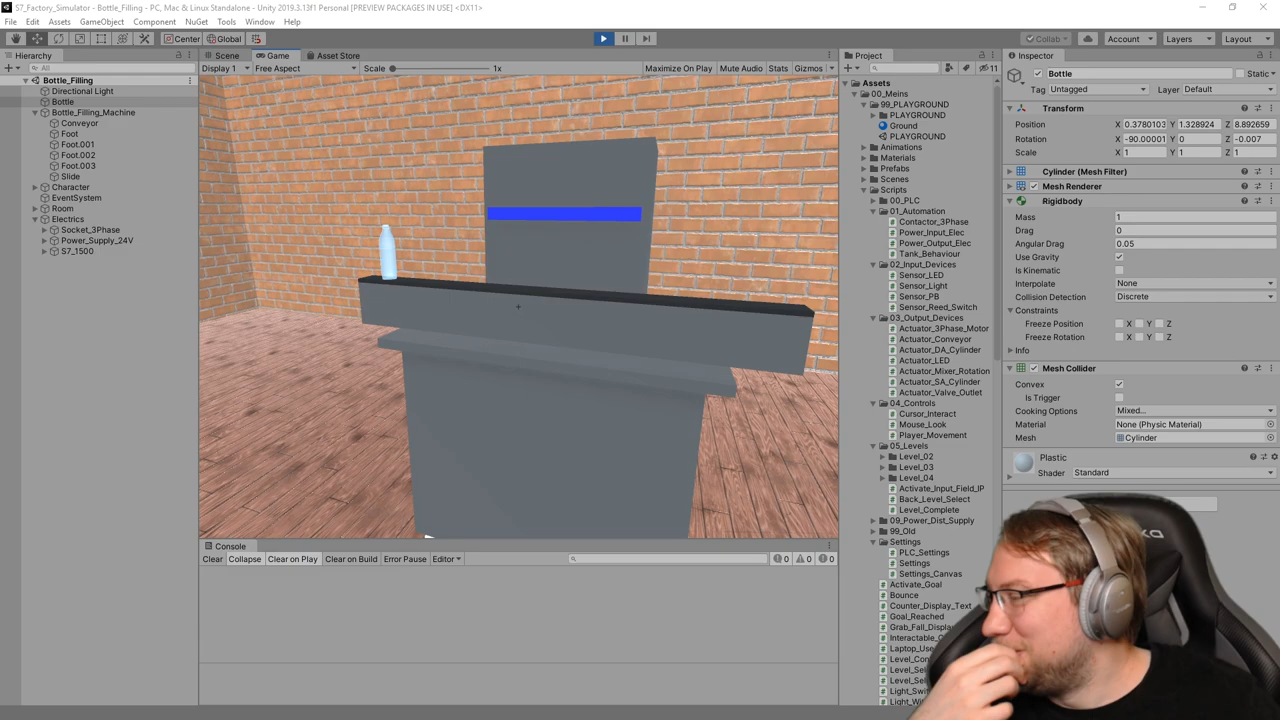 S7_Factory_Simulator - Bottle_Filling - PC, Mac & Linux Standalone - Unity 2019.3.13f1 Personal [PREVIEW PACKAGES IN USE] <DX11>
File Edit Assets GameObject Component NuGet Tools Window Help
Center Global Collab Account Layers Layout
Hierarchy
All
Bottle_Filling
Directional Light
Bottle
Bottle_Filling_Machine
Conveyor
Foot
Foot.001
Foot.002
Foot.003
Slide
Character
EventSystem
Room
Electrics
Socket_3Phase
Power_Supply_24V
S7_1500
Scene Game Asset Store
Display 1 Free Aspect Scale 1x Maximize On Play Mute Audio Stats Gizmos
Console
Clear Collapse Clear on Play Clear on Build Error Pause Editor 0 0 0
Project
11
Assets
00_Meins
99_PLAYGROUND
PLAYGROUND
Ground
PLAYGROUND
Animations
Materials
Prefabs
Scenes
Scripts
00_PLC
01_Automation
Contactor_3Phase
Power_Input_Elec
Power_Output_Elec
Tank_Behaviour
02_Input_Devices
Sensor_LED
Sensor_Light
Sensor_PB
Sensor_Reed_Switch
03_Output_Devices
Actuator_3Phase_Motor
Actuator_Conveyor
Actuator_DA_Cylinder
Actuator_LED
Actuator_Mixer_Rotation
Actuator_SA_Cylinder
Actuator_Valve_Outlet
04_Controls
Cursor_Interact
Mouse_Look
Player_Movement
05_Levels
Level_02
Level_03
Level_04
Activate_Input_Field_IP
Back_Level_Select
Level_Complete
09_Power_Dist_Supply
99_Old
Settings
PLC_Settings
Settings
Settings_Canvas
Activate_Goal
Bounce
Counter_Display_Text
Goal_Reached
Grab_Fall_Displa
Interactable_
Laptop_Use
Level_Con
Level_Sel
Level_Sel
Light_Swi
Light_Wi
Inspector
Bottle Static
Tag Untagged Layer Default
Transform
Position X 0.3780103 Y 1.328924 Z 8.892659
Rotation X -90.00001 Y 0 Z -0.007
Scale X 1 Y 1 Z 1
Cylinder (Mesh Filter)
Mesh Renderer
Rigidbody
Mass 1
Drag 0
Angular Drag 0.05
Use Gravity
Is Kinematic
Interpolate None
Collision Detection Discrete
Constraints
Freeze Position X Y Z
Freeze Rotation X Y Z
Info
Mesh Collider
Convex
Is Trigger
Cooking Options Mixed...
Material None (Physic Material)
Mesh Cylinder
Plastic
Shader Standard